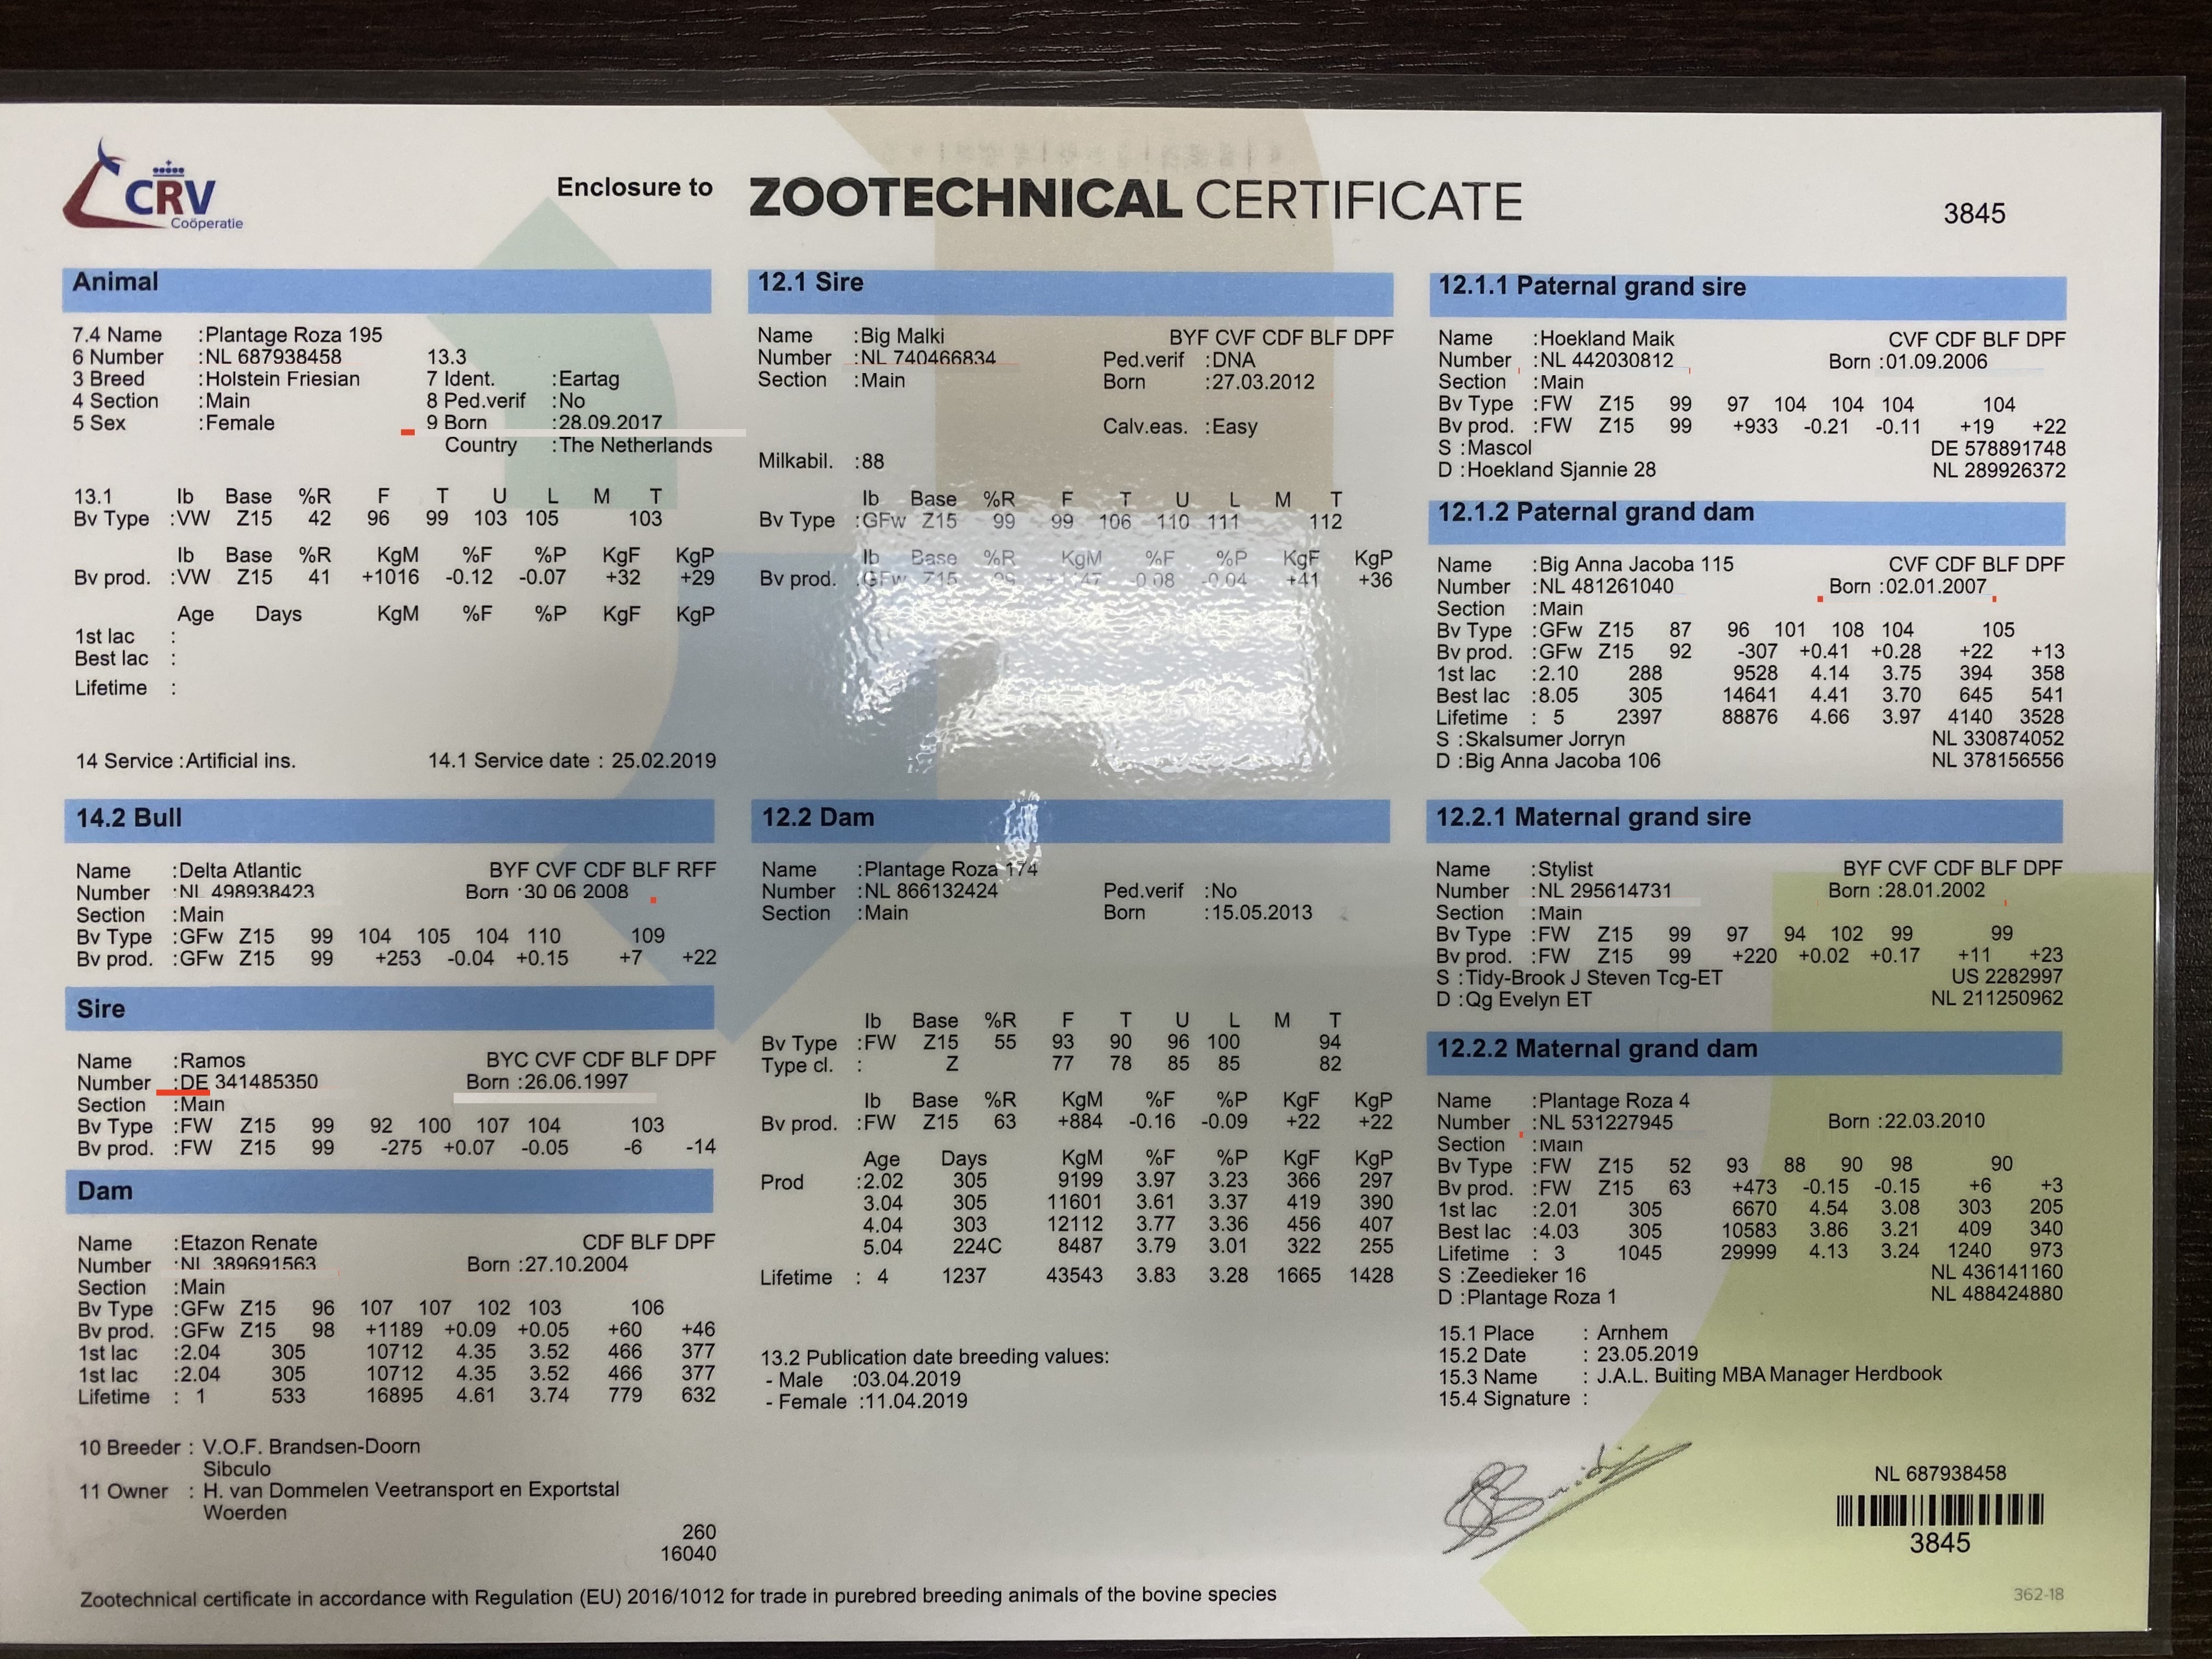 CRV
Coöperatie
Enclosure to ZOOTECHNICAL CERTIFICATE
3845
Animal
7.4 Name :Plantage Roza 195
6 Number :NL 687938458 13.3
3 Breed :Holstein Friesian 7 Ident. :Eartag
4 Section :Main 8 Ped.verif :No
5 Sex :Female 9 Born :28.09.2017
Country :The Netherlands
13.1 Ib Base %R F T U L M T
Bv Type :VW Z15 42 96 99 103 105 103
Ib Base %R KgM %F %P KgF KgP
Bv prod. :VW Z15 41 +1016 -0.12 -0.07 +32 +29
Age Days KgM %F %P KgF KgP
1st lac :
Best lac :
Lifetime :
14 Service :Artificial ins. 14.1 Service date : 25.02.2019
14.2 Bull
Name :Delta Atlantic BYF CVF CDF BLF RFF
Number :NL 498938423 Born :30 06 2008
Section :Main
Bv Type :GFw Z15 99 104 105 104 110 109
Bv prod. :GFw Z15 99 +253 -0.04 +0.15 +7 +22
Sire
Name :Ramos BYC CVF CDF BLF DPF
Number :DE 341485350 Born :26.06.1997
Section :Main
Bv Type :FW Z15 99 92 100 107 104 103
Bv prod. :FW Z15 99 -275 +0.07 -0.05 -6 -14
Dam
Name :Etazon Renate CDF BLF DPF
Number :NL 389691563 Born :27.10.2004
Section :Main
Bv Type :GFw Z15 96 107 107 102 103 106
Bv prod. :GFw Z15 98 +1189 +0.09 +0.05 +60 +46
1st lac :2.04 305 10712 4.35 3.52 466 377
1st lac :2.04 305 10712 4.35 3.52 466 377
Lifetime : 1 533 16895 4.61 3.74 779 632
10 Breeder : V.O.F. Brandsen-Doorn
Sibculo
11 Owner : H. van Dommelen Veetransport en Exportstal
Woerden
260
16040
12.1 Sire
Name :Big Malki BYF CVF CDF BLF DPF
Number :NL 740466834 Ped.verif :DNA
Section :Main Born :27.03.2012
Calv.eas. :Easy
Milkabil. :88
Ib Base %R F T U L M T
Bv Type :GFw Z15 99 99 106 110 111 112
Ib Base %R KgM %F %P KgF KgP
Bv prod. :GFw Z15 99 -0.08 -0.04 +41 +36
12.2 Dam
Name :Plantage Roza 174
Number :NL 866132424 Ped.verif :No
Section :Main Born :15.05.2013
Ib Base %R F T U L M T
Bv Type :FW Z15 55 93 90 96 100 94
Type cl. : Z 77 78 85 85 82
Ib Base %R KgM %F %P KgF KgP
Bv prod. :FW Z15 63 +884 -0.16 -0.09 +22 +22
Age Days KgM %F %P KgF KgP
Prod :2.02 305 9199 3.97 3.23 366 297
3.04 305 11601 3.61 3.37 419 390
4.04 303 12112 3.77 3.36 456 407
5.04 224C 8487 3.79 3.01 322 255
Lifetime : 4 1237 43543 3.83 3.28 1665 1428
13.2 Publication date breeding values:
- Male :03.04.2019
- Female :11.04.2019
12.1.1 Paternal grand sire
Name :Hoekland Maik CVF CDF BLF DPF
Number :NL 442030812 Born :01.09.2006
Section :Main
Bv Type :FW Z15 99 97 104 104 104 104
Bv prod. :FW Z15 99 +933 -0.21 -0.11 +19 +22
S :Mascol DE 578891748
D :Hoekland Sjannie 28 NL 289926372
12.1.2 Paternal grand dam
Name :Big Anna Jacoba 115 CVF CDF BLF DPF
Number :NL 481261040 Born :02.01.2007
Section :Main
Bv Type :GFw Z15 87 96 101 108 104 105
Bv prod. :GFw Z15 92 -307 +0.41 +0.28 +22 +13
1st lac :2.10 288 9528 4.14 3.75 394 358
Best lac :8.05 305 14641 4.41 3.70 645 541
Lifetime : 5 2397 88876 4.66 3.97 4140 3528
S :Skalsumer Jorryn NL 330874052
D :Big Anna Jacoba 106 NL 378156556
12.2.1 Maternal grand sire
Name :Stylist BYF CVF CDF BLF DPF
Number :NL 295614731 Born :28.01.2002
Section :Main
Bv Type :FW Z15 99 97 94 102 99 99
Bv prod. :FW Z15 99 +220 +0.02 +0.17 +11 +23
S :Tidy-Brook J Steven Tcg-ET US 2282997
D :Qg Evelyn ET NL 211250962
12.2.2 Maternal grand dam
Name :Plantage Roza 4
Number :NL 531227945 Born :22.03.2010
Section :Main
Bv Type :FW Z15 52 93 88 90 98 90
Bv prod. :FW Z15 63 +473 -0.15 -0.15 +6 +3
1st lac :2.01 305 6670 4.54 3.08 303 205
Best lac :4.03 305 10583 3.86 3.21 409 340
Lifetime : 3 1045 29999 4.13 3.24 1240 973
S :Zeedieker 16 NL 436141160
D :Plantage Roza 1 NL 488424880
15.1 Place : Arnhem
15.2 Date : 23.05.2019
15.3 Name : J.A.L. Buiting MBA Manager Herdbook
15.4 Signature :
NL 687938458
3845
Zootechnical certificate in accordance with Regulation (EU) 2016/1012 for trade in purebred breeding animals of the bovine species
362-18